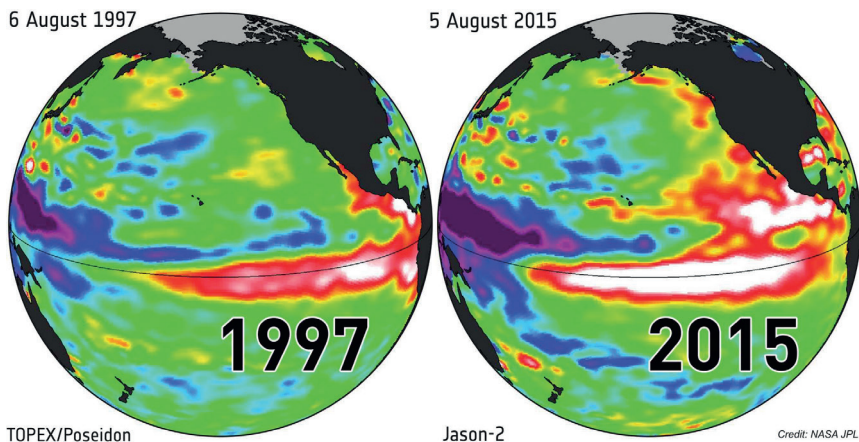 6 August 1997
5 August 2015
1997
2015
TOPEX/Poseidon
Jason-2
Credit: NASA JPL